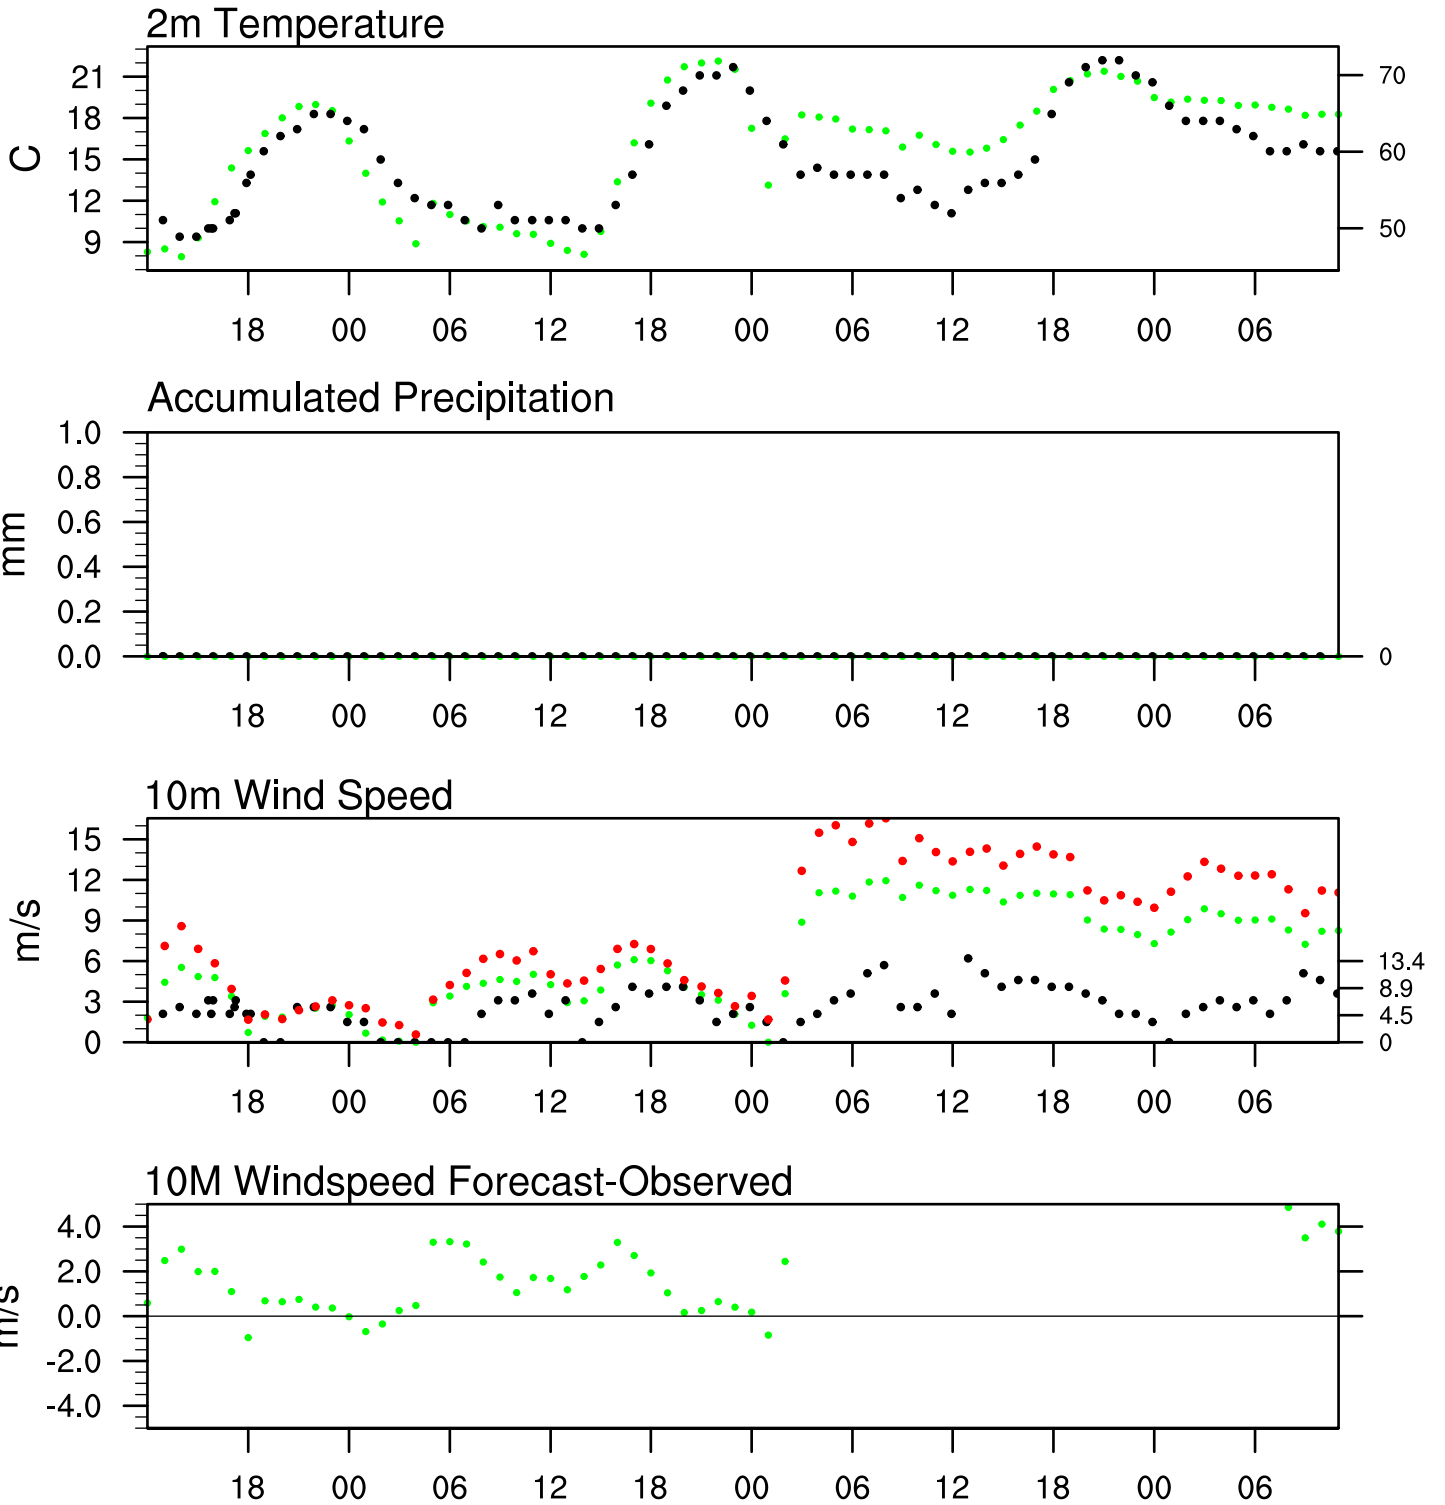 2m Temperature
21
18
15
12
9
C
70
60
50
18 00 06 12 18 00 06 12 18 00 06
Accumulated Precipitation
1.0
0.8
0.6
0.4
0.2
0.0
mm
0
18 00 06 12 18 00 06 12 18 00 06
10m Wind Speed
15
12
9
6
3
0
m/s
13.4
8.9
4.5
0
18 00 06 12 18 00 06 12 18 00 06
10M Windspeed Forecast-Observed
4.0
2.0
0.0
-2.0
-4.0
m/s
18 00 06 12 18 00 06 12 18 00 06